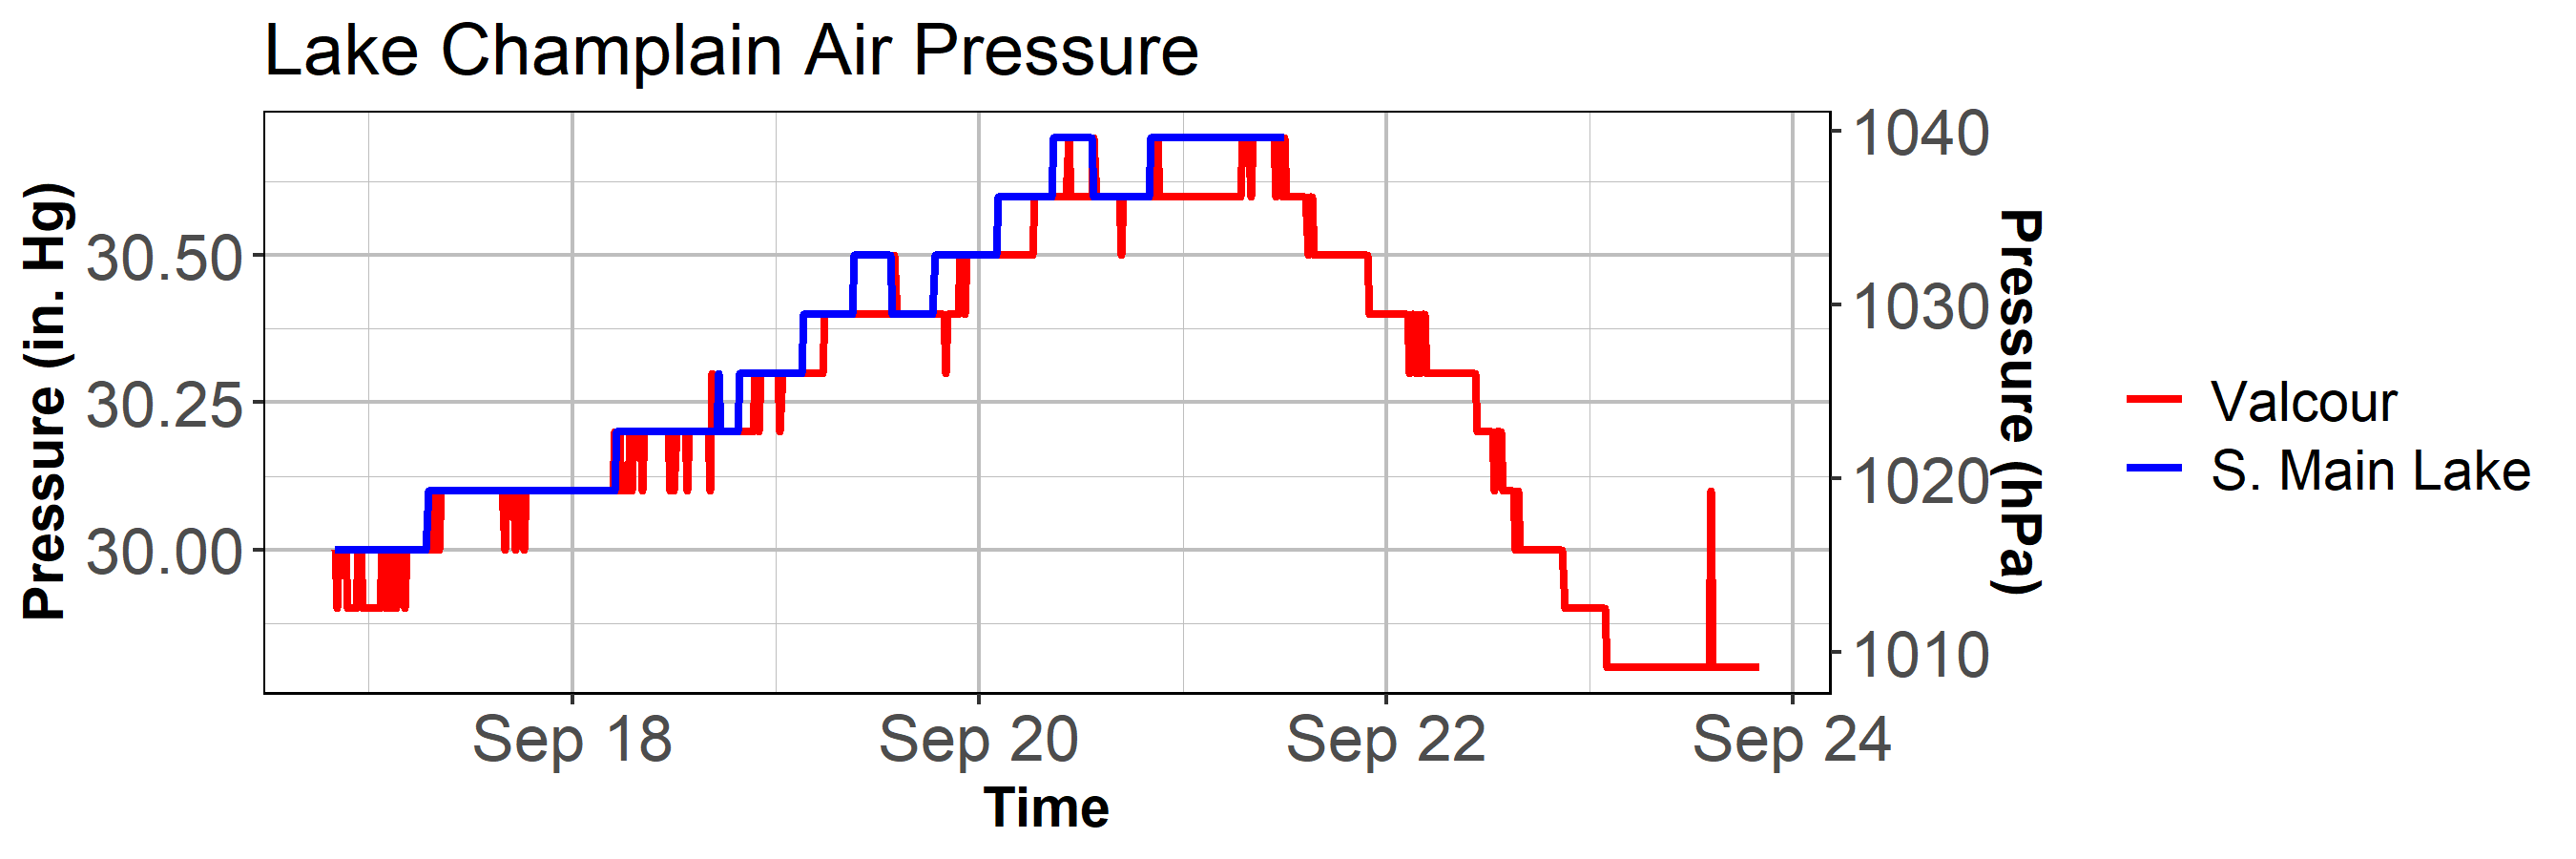 Lake Champlain Air Pressure
Pressure (in. Hg)
30.50
30.25
30.00
1040
1030
1020
1010
Pressure (hPa)
Sep 18
Sep 20
Sep 22
Sep 24
Time
Valcour
S. Main Lake